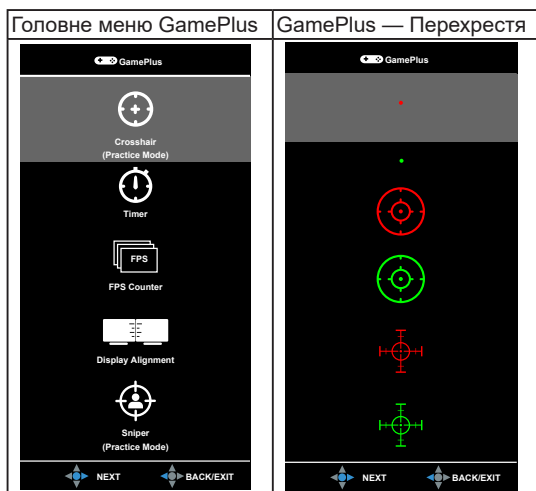 Головне меню GamePlus
GamePlus — Перехрестя
GamePlus
Crosshair
(Practice Mode)
Timer
FPS
FPS Counter
Display Alignment
Sniper
(Practice Mode)
NEXT BACK/EXIT
GamePlus
NEXT BACK/EXIT